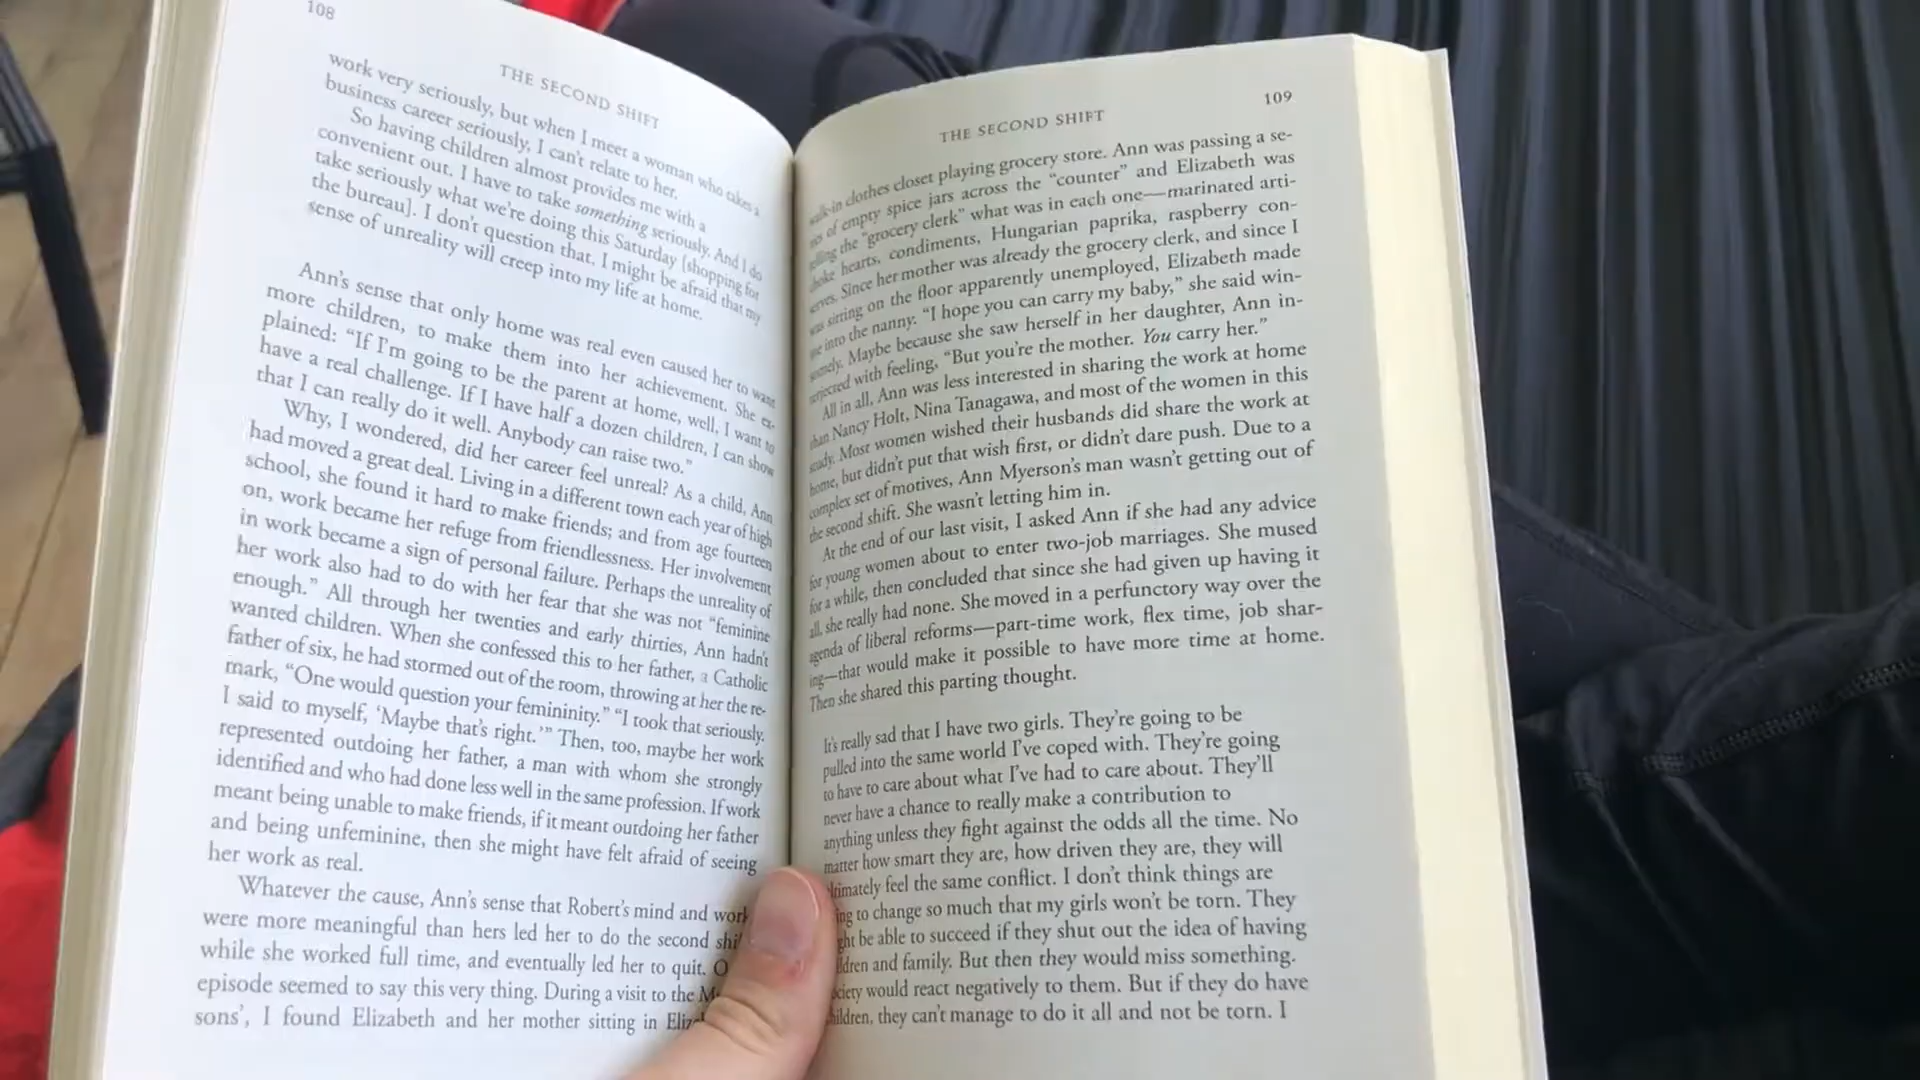 108
THE SECOND SHIFT
work very seriously, but when I meet a woman who takes a
business career seriously, I can't relate to her.
So having children almost provides me with a
convenient out. I have to take something seriously. And I do
take seriously what we're doing this Saturday [shopping for
the bureau]. I don't question that. I might be afraid that my
sense of unreality will creep into my life at home.
Ann's sense that only home was real even caused her to want
more children, to make them into her achievement. She ex-
plained: “If I'm going to be the parent at home, well, I want to
have a real challenge. If I have half a dozen children, I can show
that I can really do it well. Anybody can raise two.”
Why, I wondered, did her career feel unreal? As a child, Ann
had moved a great deal. Living in a different town each year of high
school, she found it hard to make friends; and from age fourteen
on, work became her refuge from friendlessness. Her involvement
in work became a sign of personal failure. Perhaps the unreality of
her work also had to do with her fear that she was not “feminine
enough.” All through her twenties and early thirties, Ann hadn't
wanted children. When she confessed this to her father, a Catholic
father of six, he had stormed out of the room, throwing at her the re-
mark, “One would question your femininity.” “I took that seriously.
I said to myself, ‘Maybe that's right.’” Then, too, maybe her work
represented outdoing her father, a man with whom she strongly
identified and who had done less well in the same profession. If work
meant being unable to make friends, if it meant outdoing her father
and being unfeminine, then she might have felt afraid of seeing
her work as real.
Whatever the cause, Ann's sense that Robert's mind and work
were more meaningful than hers led her to do the second
while she worked full time, and eventually led her to quit.
episode seemed to say this very thing. During a visit to the
sons', I found Elizabeth and her mother sitting in
109
THE SECOND SHIFT
walk-in clothes closet playing grocery store. Ann was passing a se-
ries of empty spice jars across the “counter” and Elizabeth was
telling the “grocery clerk” what was in each one—marinated arti-
choke hearts, condiments, Hungarian paprika, raspberry con-
serves. Since her mother was already the grocery clerk, and since I
was sitting on the floor apparently unemployed, Elizabeth made
me into the nanny. “I hope you can carry my baby,” she said win-
somely. Maybe because she saw herself in her daughter, Ann in-
terjected with feeling, “But you're the mother. You carry her.”
All in all, Ann was less interested in sharing the work at home
than Nancy Holt, Nina Tanagawa, and most of the women in this
study. Most women wished their husbands did share the work at
home, but didn't put that wish first, or didn't dare push. Due to a
complex set of motives, Ann Myerson's man wasn't getting out of
the second shift. She wasn't letting him in.
At the end of our last visit, I asked Ann if she had any advice
for young women about to enter two-job marriages. She mused
for a while, then concluded that since she had given up having it
all, she really had none. She moved in a perfunctory way over the
agenda of liberal reforms—part-time work, flex time, job shar-
ing—that would make it possible to have more time at home.
Then she shared this parting thought.
It's really sad that I have two girls. They're going to be
pulled into the same world I've coped with. They're going
to have to care about what I've had to care about. They'll
never have a chance to really make a contribution to
anything unless they fight against the odds all the time. No
matter how smart they are, how driven they are, they will
ultimately feel the same conflict. I don't think things are
to change so much that my girls won't be torn. They
be able to succeed if they shut out the idea of having
and family. But then they would miss something.
would react negatively to them. But if they do have
children, they can't manage to do it all and not be torn. I